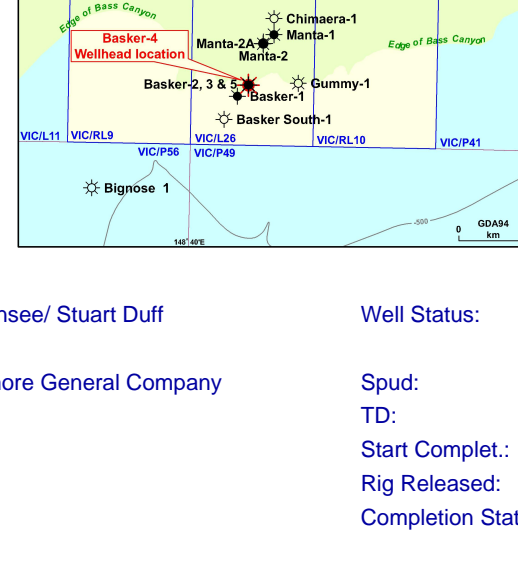 Edge of Bass Canyon
Chimaera-1
Manta-1
Basker-4
Wellhead location
Manta-2A
Manta-2
Edge of Bass Canyon
Basker-2, 3 & 5
Gummy-1
Basker-1
Basker South-1
VIC/L11 VIC/RL9 VIC/L26 VIC/RL10 VIC/P41
VIC/P56 VIC/P49
Bignose 1
-500
0 GDA94
km
148° 40'E
nsee/ Stuart Duff Well Status:
ore General Company Spud:
TD:
Start Complet.:
Rig Released:
Completion Stat